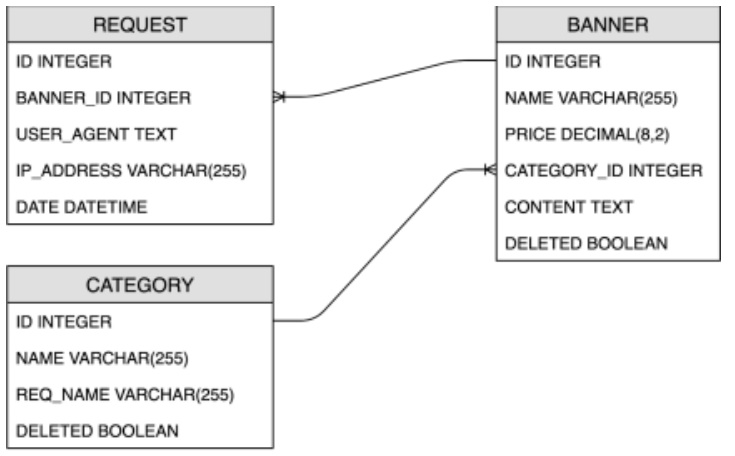 REQUEST
ID INTEGER
BANNER_ID INTEGER
USER_AGENT TEXT
IP_ADDRESS VARCHAR(255)
DATE DATETIME
BANNER
ID INTEGER
NAME VARCHAR(255)
PRICE DECIMAL(8,2)
CATEGORY_ID INTEGER
CONTENT TEXT
DELETED BOOLEAN
CATEGORY
ID INTEGER
NAME VARCHAR(255)
REQ_NAME VARCHAR(255)
DELETED BOOLEAN